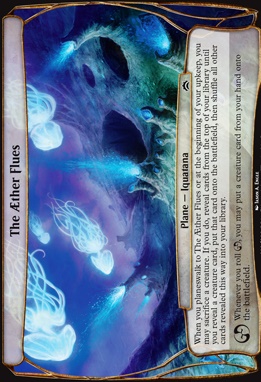 The Æther Flues
Plane — Iquatana
When you planeswalk to The Æther Flues or at the beginning of your upkeep, you
may sacrifice a creature. If you do, reveal cards from the top of your library until
you reveal a creature card, put that card onto the battlefield, then shuffle all other
cards revealed this way into your library.
Whenever you roll , you may put a creature card from your hand onto
the battlefield.
Jason A. Engle